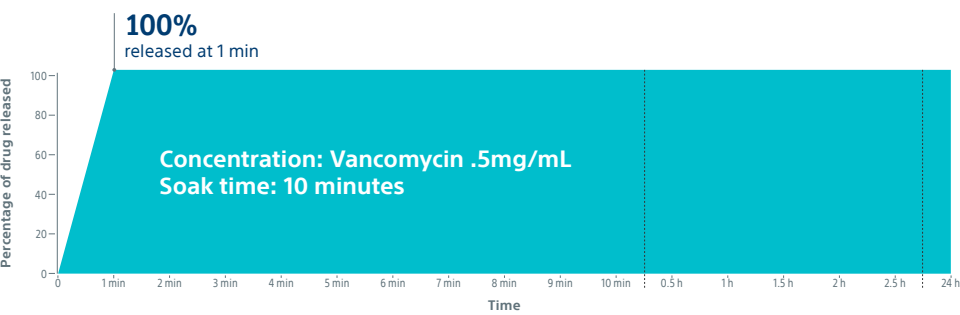 100%
released at 1 min
Percentage of drug released
100
80
60
40
20
0
Concentration: Vancomycin .5mg/mL
Soak time: 10 minutes
0 1 min 2 min 3 min 4 min 5 min 6 min 7 min 8 min 9 min 10 min 0.5 h 1 h 1.5 h 2 h 2.5 h 24 h
Time